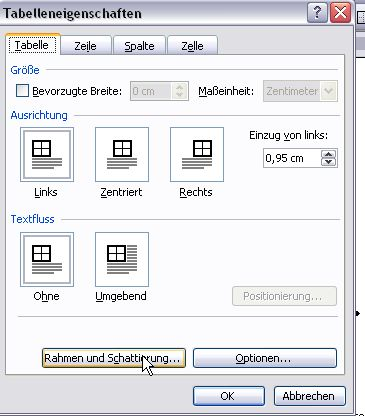 Tabelleneigenschaften
Tabelle Zeile Spalte Zelle
Größe
Bevorzugte Breite: 0 cm Maßeinheit: Zentimeter
Ausrichtung
Einzug von links:
0,95 cm
Links Zentriert Rechts
Textfluss
Ohne Umgebend
Positionierung...
Rahmen und Schattierung... Optionen...
OK Abbrechen